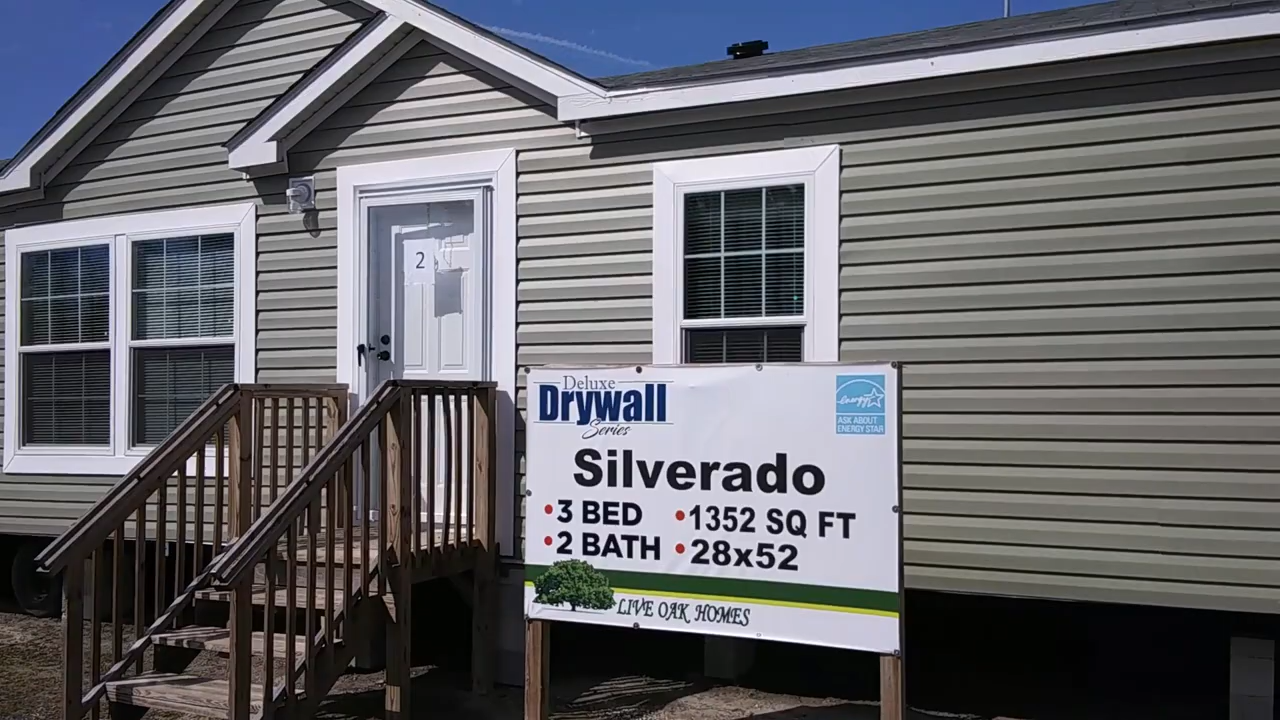 2
Deluxe
Drywall
Series
energy
ASK ABOUT
ENERGY STAR
Silverado
•3 BED •1352 SQ FT
•2 BATH •28x52
LIVE OAK HOMES